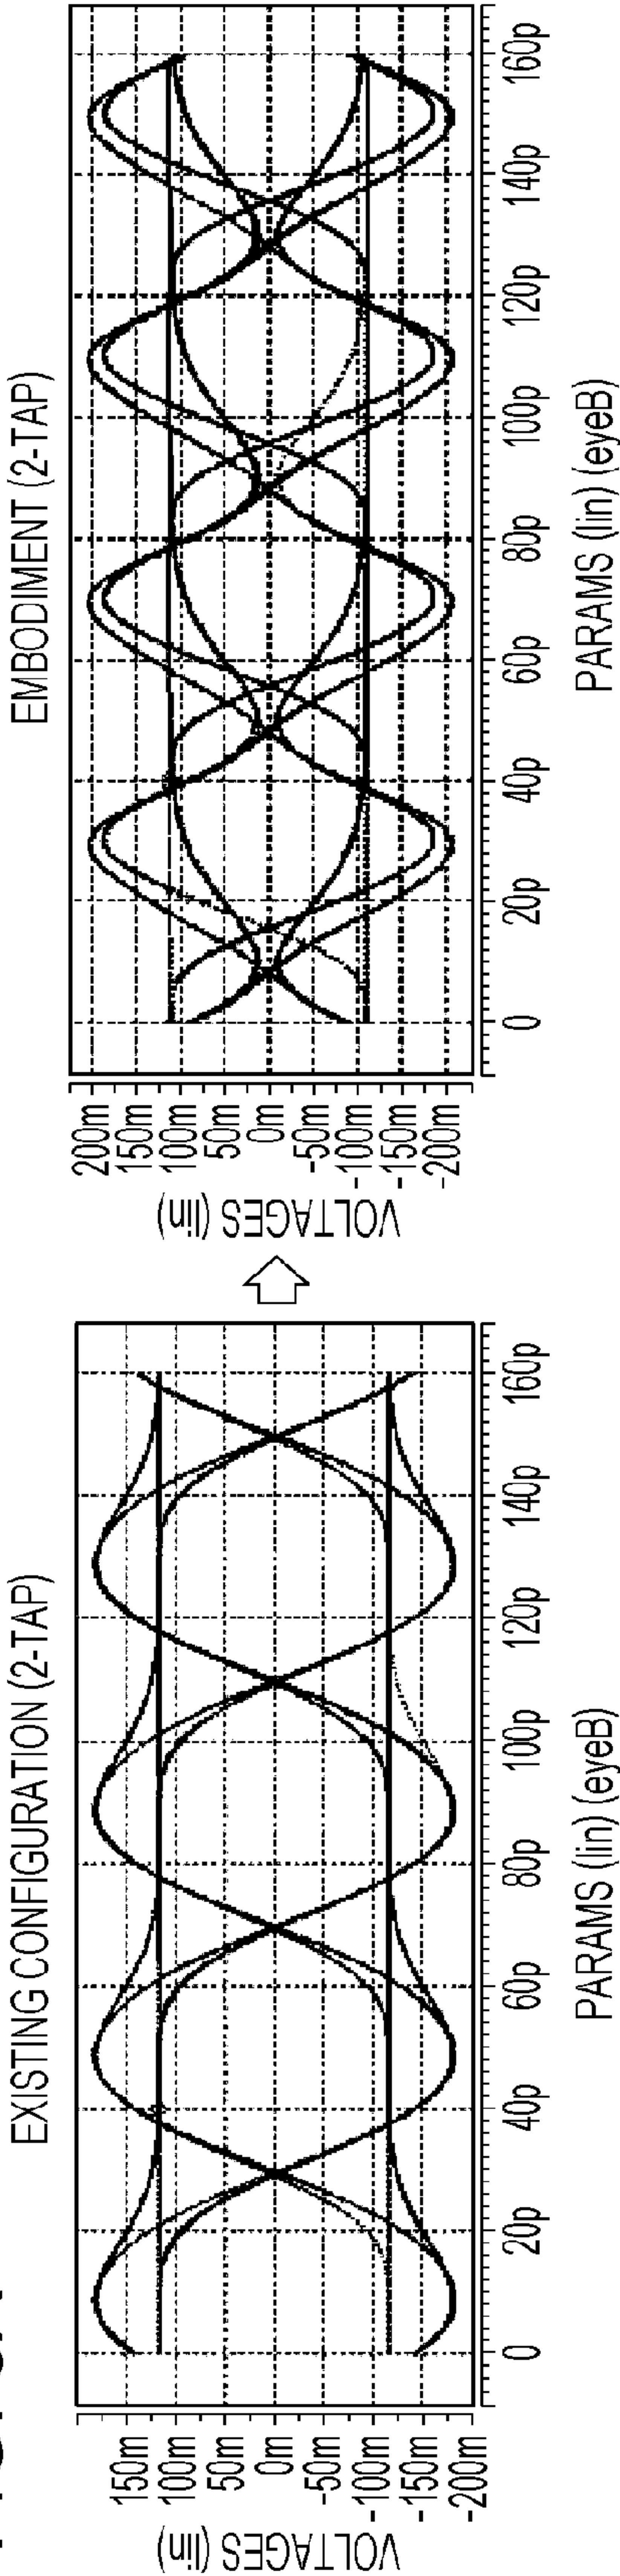 EXISTING CONFIGURATION (2-TAP)
VOLTAGES (lin)
150m
100m
50m
0m
-50m
-100m
-150m
-200m
0
20p
40p
60p
80p
100p
120p
140p
160p
PARAMS (lin) (eyeB)
EMBODIMENT (2-TAP)
VOLTAGES (lin)
200m
150m
100m
50m
0m
-50m
-100m
-150m
-200m
0
20p
40p
60p
80p
100p
120p
140p
160p
PARAMS (lin) (eyeB)